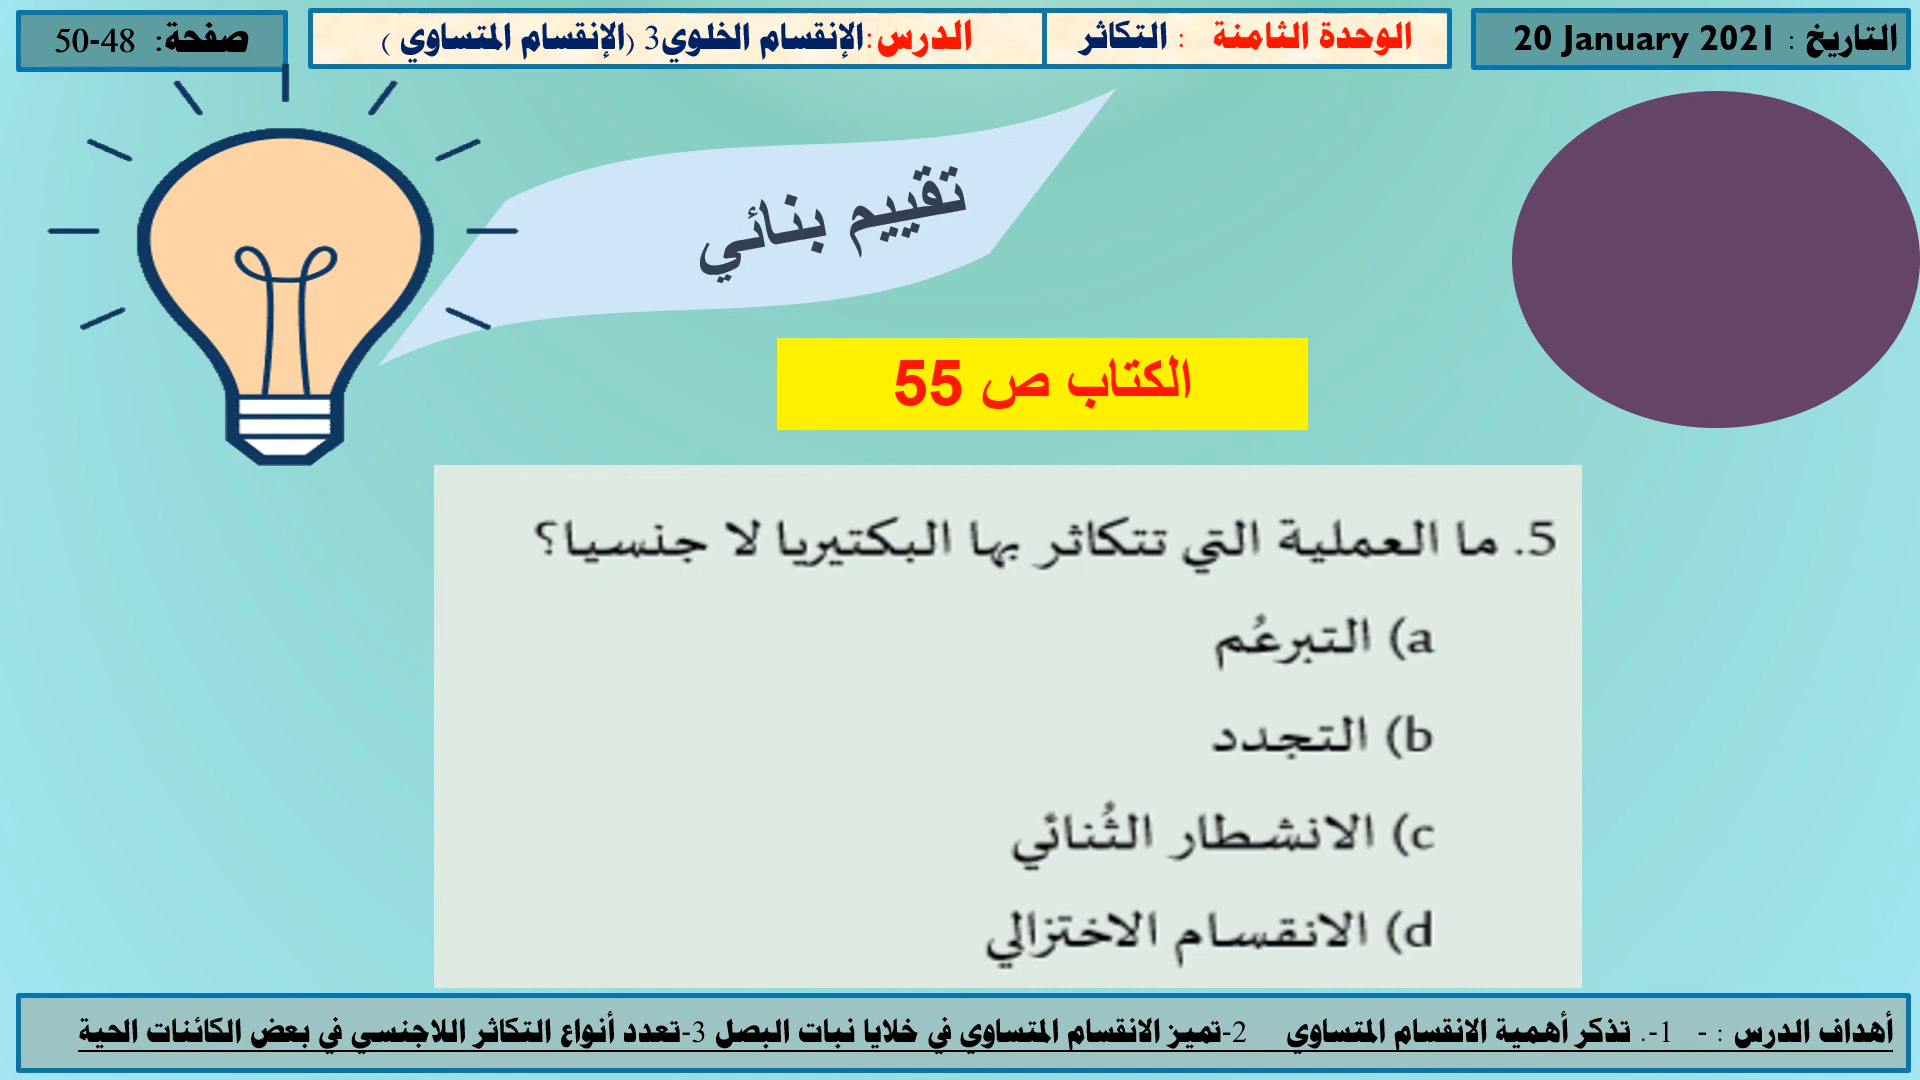 التاريخ : 20 January 2021
الوحدة الثامنة : التكاثر
الدرس:الإنقسام الخلوي3 (الإنقسام المتساوي )
صفحة: 48-50
تقييم بنائي
الكتاب ص 55
5. ما العملية التي تتكاثر بها البكتيريا لا جنسيا؟
a) التبرعُم
b) التجدد
c) الانشطار الثُنائي
d) الانقسام الاختزالي
أهداف الدرس : - 1-. تذكر أهمية الانقسام المتساوي 2-تميز الانقسام المتساوي في خلايا نبات البصل 3-تعدد أنواع التكاثر اللاجنسي في بعض الكائنات الحية